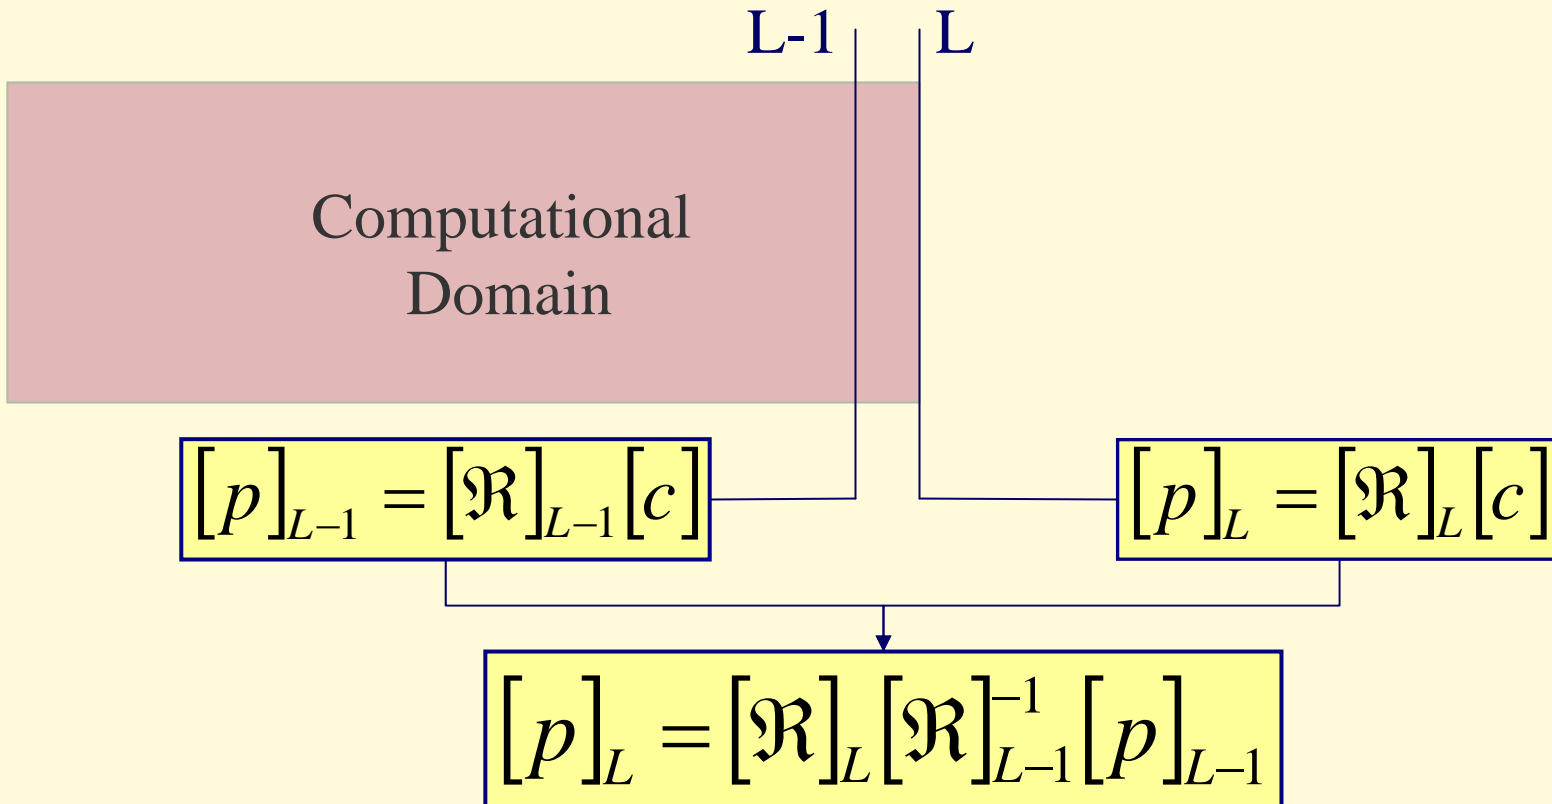 L-1 L
Computational
Domain
[p]_{L−1} = [ℜ]_{L−1}[c]
[p]_L = [ℜ]_L[c]
[p]_L = [ℜ]_L[ℜ]^{−1}_{L−1}[p]_{L−1}